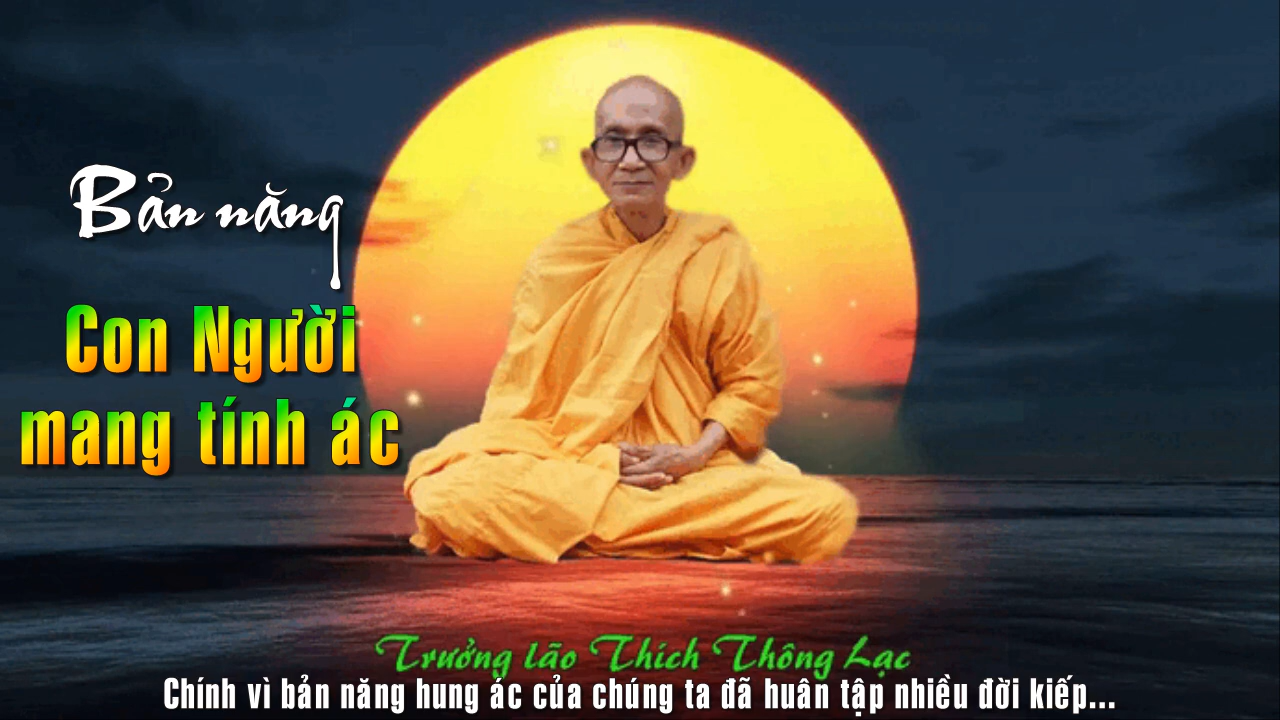 Bản năng
Con Người
mang tính ác
Trưởng lão Thích Thông Lạc
Chính vì bản năng hung ác của chúng ta đã huân tập nhiều đời kiếp...